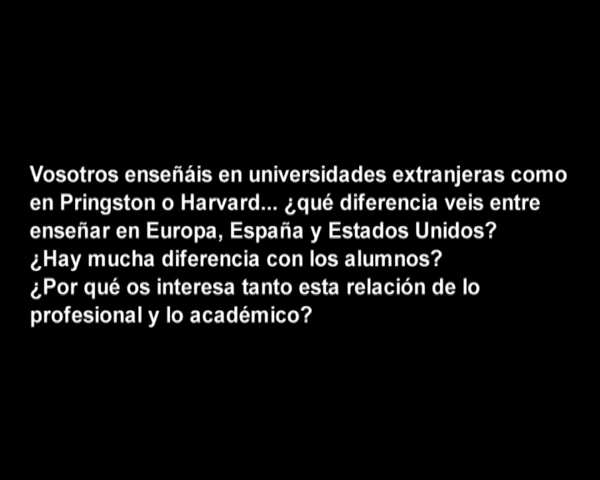 Vosotros enseñáis en universidades extranjeras como
en Pringston o Harvard... ¿qué diferencia veis entre
enseñar en Europa, España y Estados Unidos?
¿Hay mucha diferencia con los alumnos?
¿Por qué os interesa tanto esta relación de lo
profesional y lo académico?